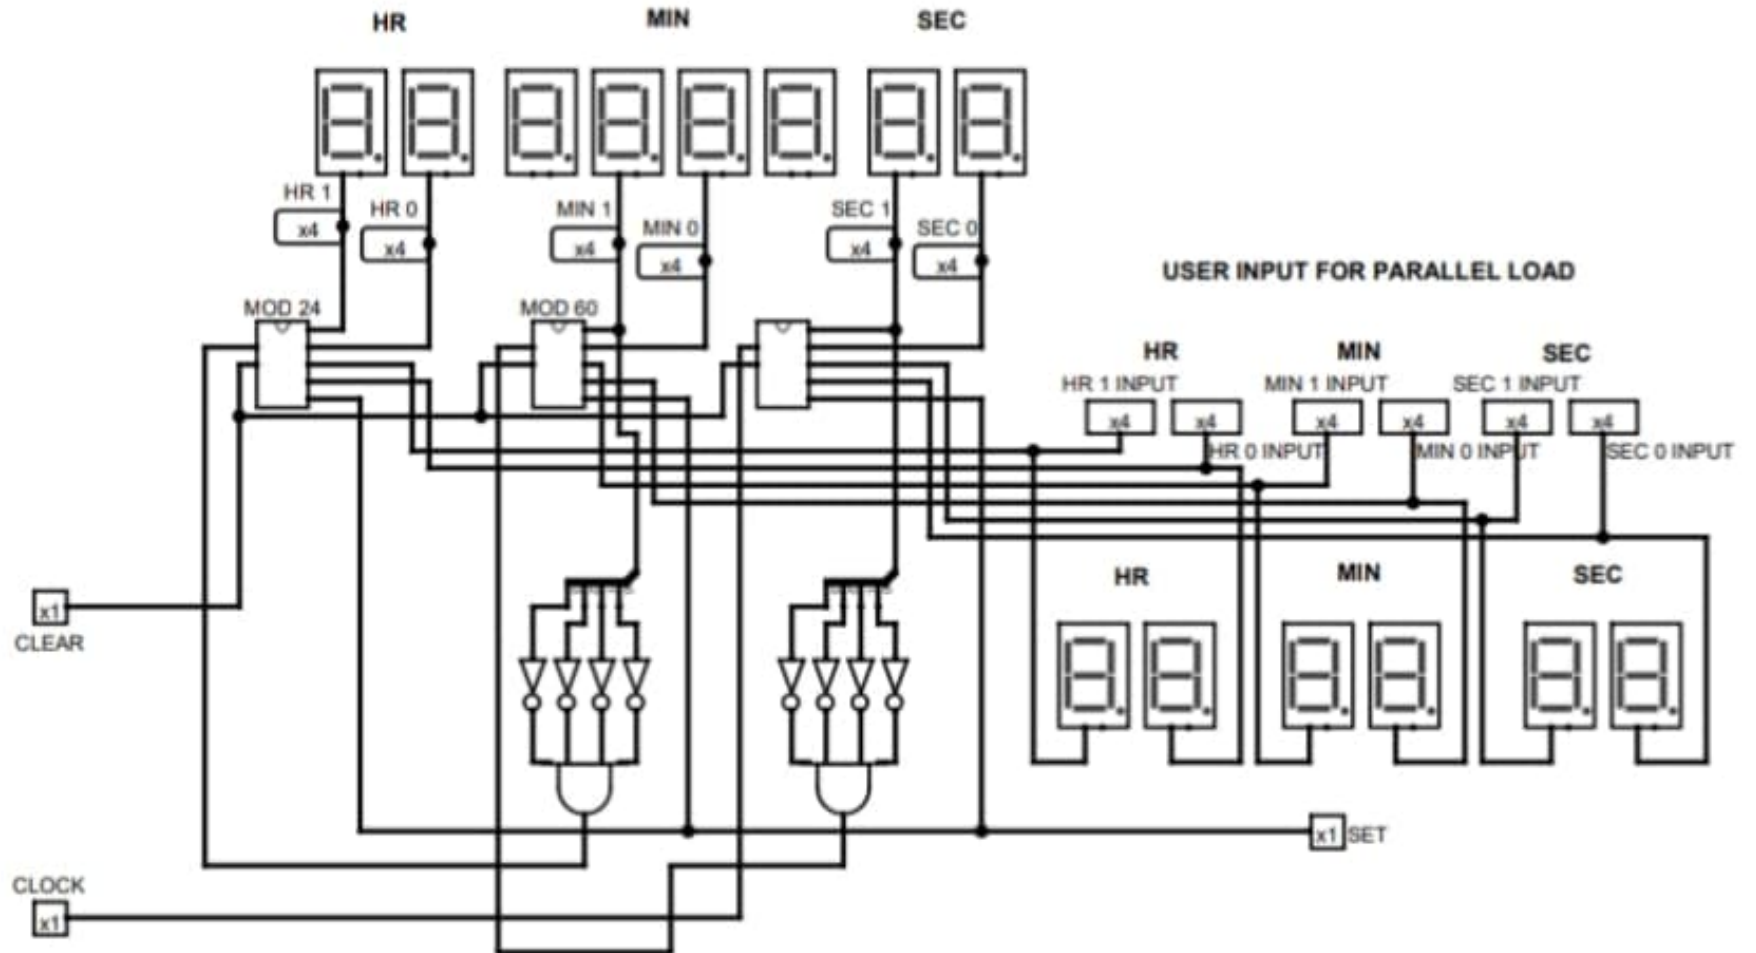 HR
MIN
SEC
HR 1
x4
HR 0
x4
MIN 1
x4
MIN 0
x4
SEC 1
x4
SEC 0
x4
MOD 24
MOD 60
USER INPUT FOR PARALLEL LOAD
HR
MIN
SEC
HR 1 INPUT
MIN 1 INPUT
SEC 1 INPUT
x4
x4
x4
x4
x4
x4
HR 0 INPUT
MIN 0 INPUT
SEC 0 INPUT
HR
MIN
SEC
x1
CLEAR
x1
SET
CLOCK
x1